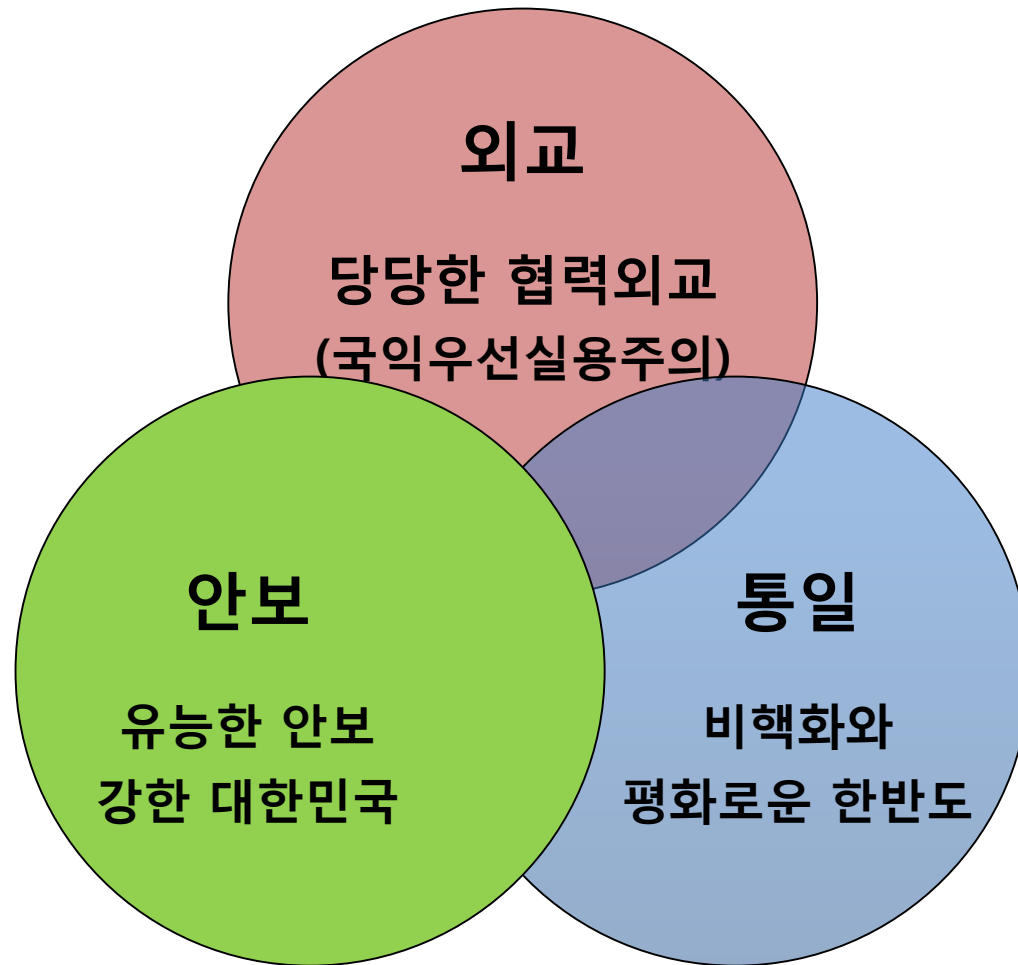 외교
당당한 협력외교
(국익우선실용주의)
안보
유능한 안보
강한 대한민국
통일
비핵화와
평화로운 한반도